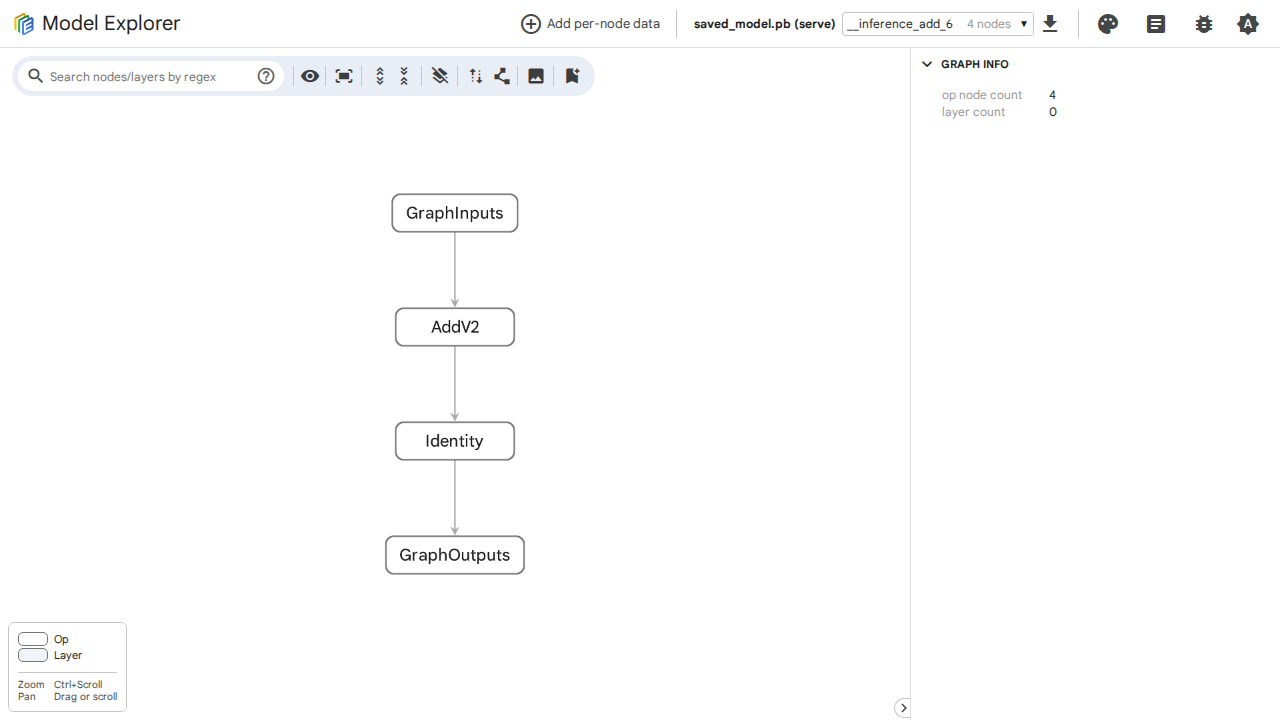 Model Explorer
Add per-node data
saved_model.pb (serve)
__inference_add_6 4 nodes
Search nodes/layers by regex
GRAPH INFO
op node count 4
layer count 0
GraphInputs
AddV2
Identity
GraphOutputs
Op
Layer
Zoom Ctrl+Scroll
Pan Drag or scroll